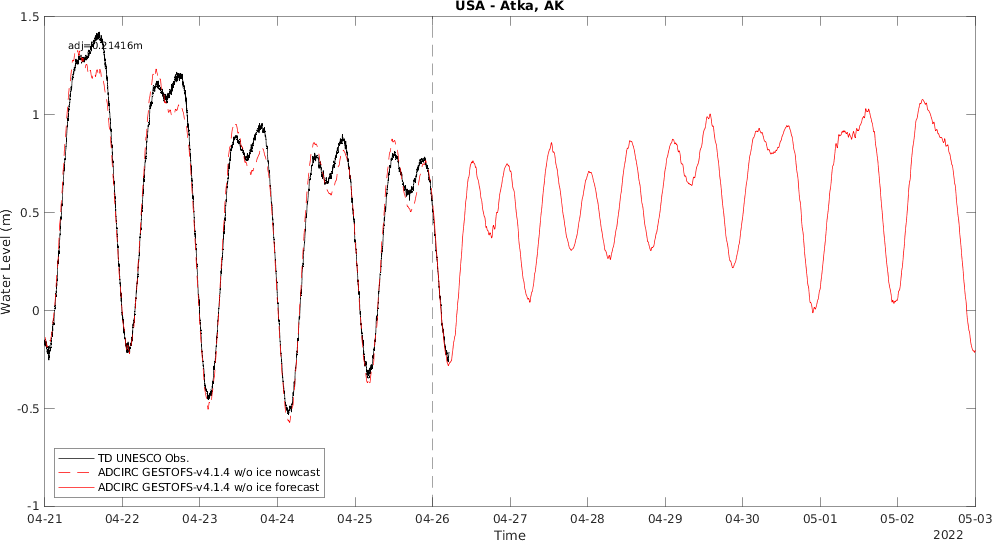 USA - Atka, AK
adj=0.21416m
1.5
1
0.5
0
-0.5
-1
Water Level (m)
TD UNESCO Obs.
ADCIRC GESTOFS-v4.1.4 w/o ice nowcast
ADCIRC GESTOFS-v4.1.4 w/o ice forecast
04-21 04-22 04-23 04-24 04-25 04-26 04-27 04-28 04-29 04-30 05-01 05-02 05-03
Time
2022